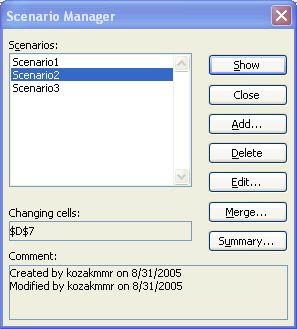 Scenario Manager
Scenarios:
Scenario1
Scenario2
Scenario3
Show
Close
Add...
Delete
Edit...
Merge...
Summary...
Changing cells:
$D$7
Comment:
Created by kozakmmr on 8/31/2005
Modified by kozakmmr on 8/31/2005